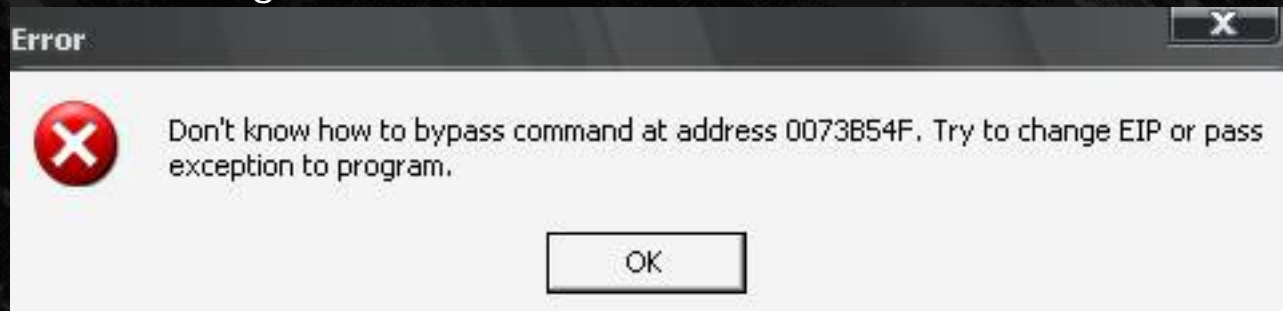 Error
X
Don't know how to bypass command at address 0073B54F. Try to change EIP or pass
exception to program.
OK